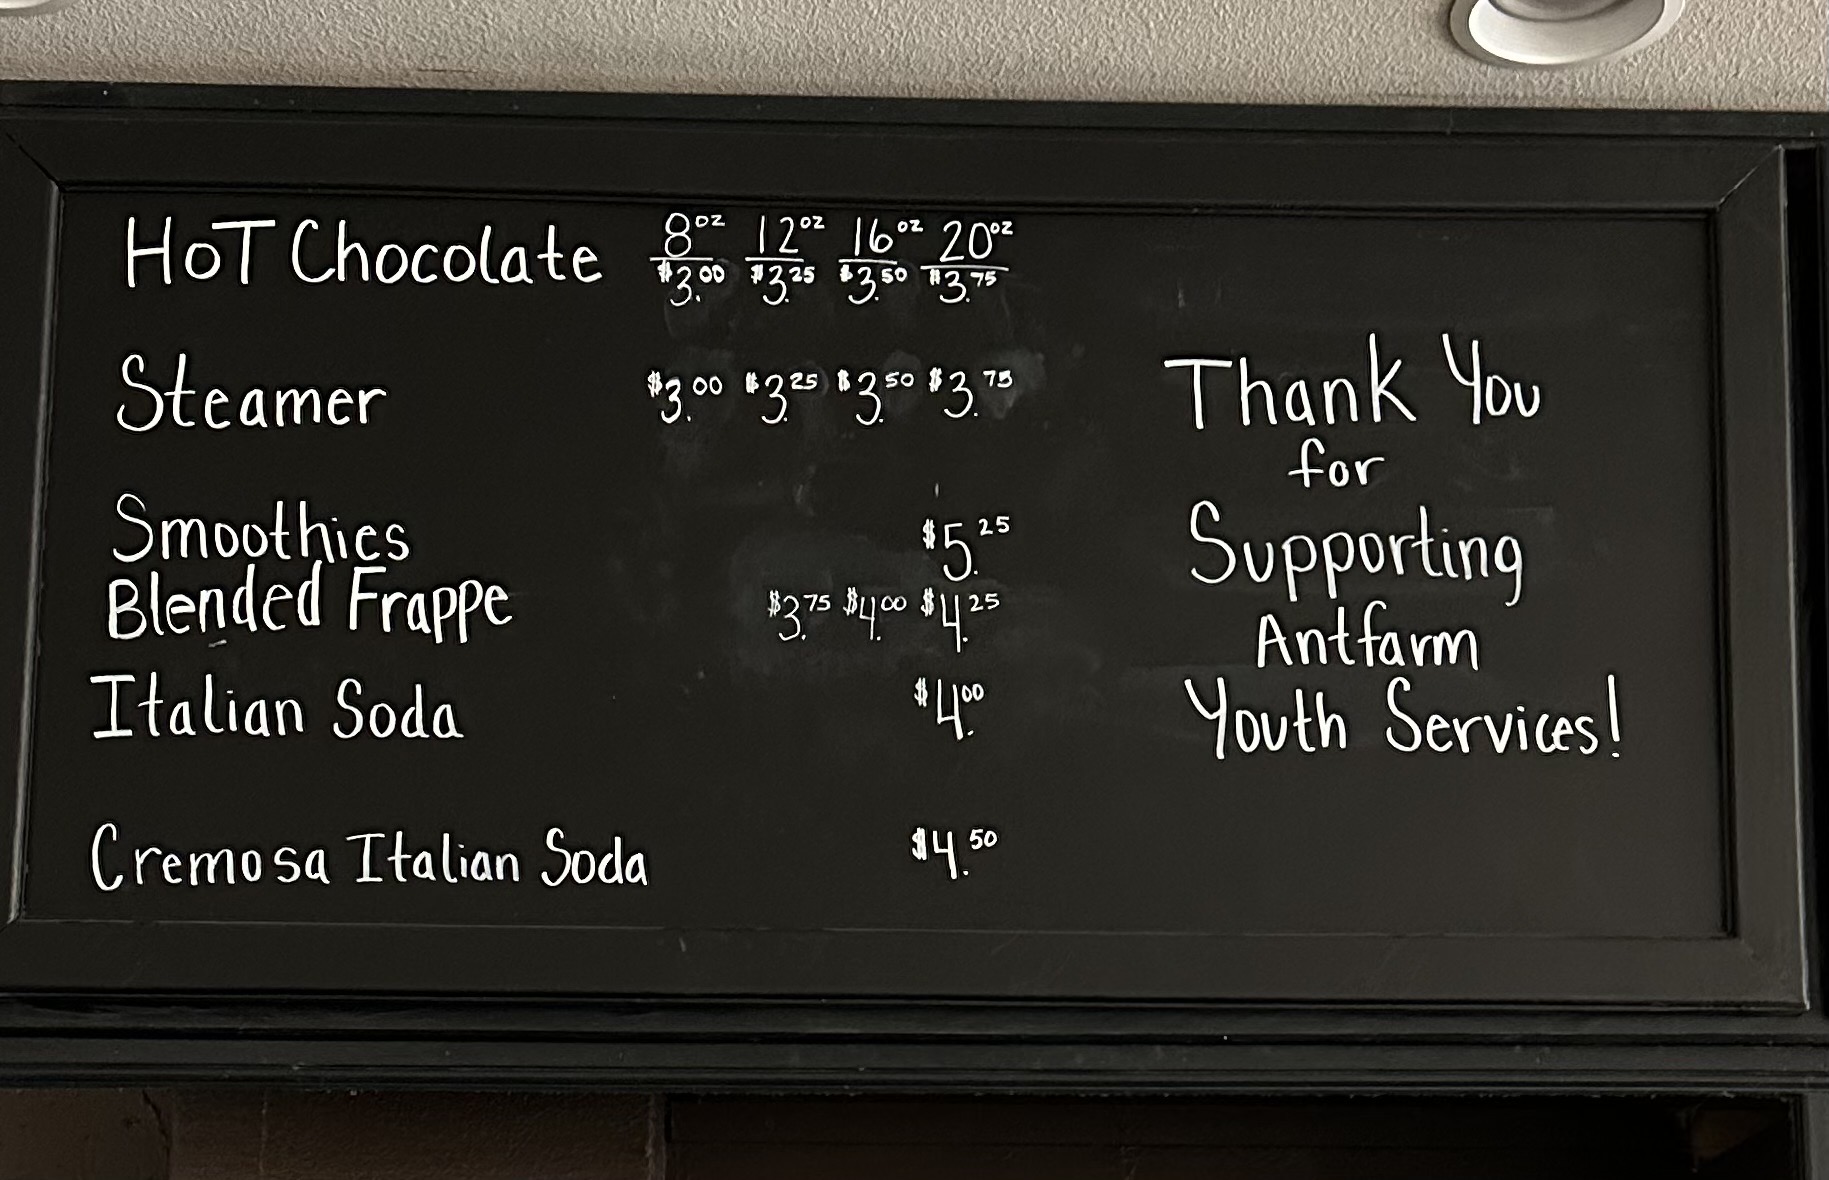 HoT Chocolate 8oz 12oz 16oz 20oz
$3.00 $3.25 $3.50 $3.75
Steamer $3.00 $3.25 $3.50 $3.75
Smoothies $5.25
Blended Frappe $3.75 $4.00 $4.25
Italian Soda $4.00
Cremosa Italian Soda $4.50
Thank You
for
Supporting
Antfarm
Youth Services!